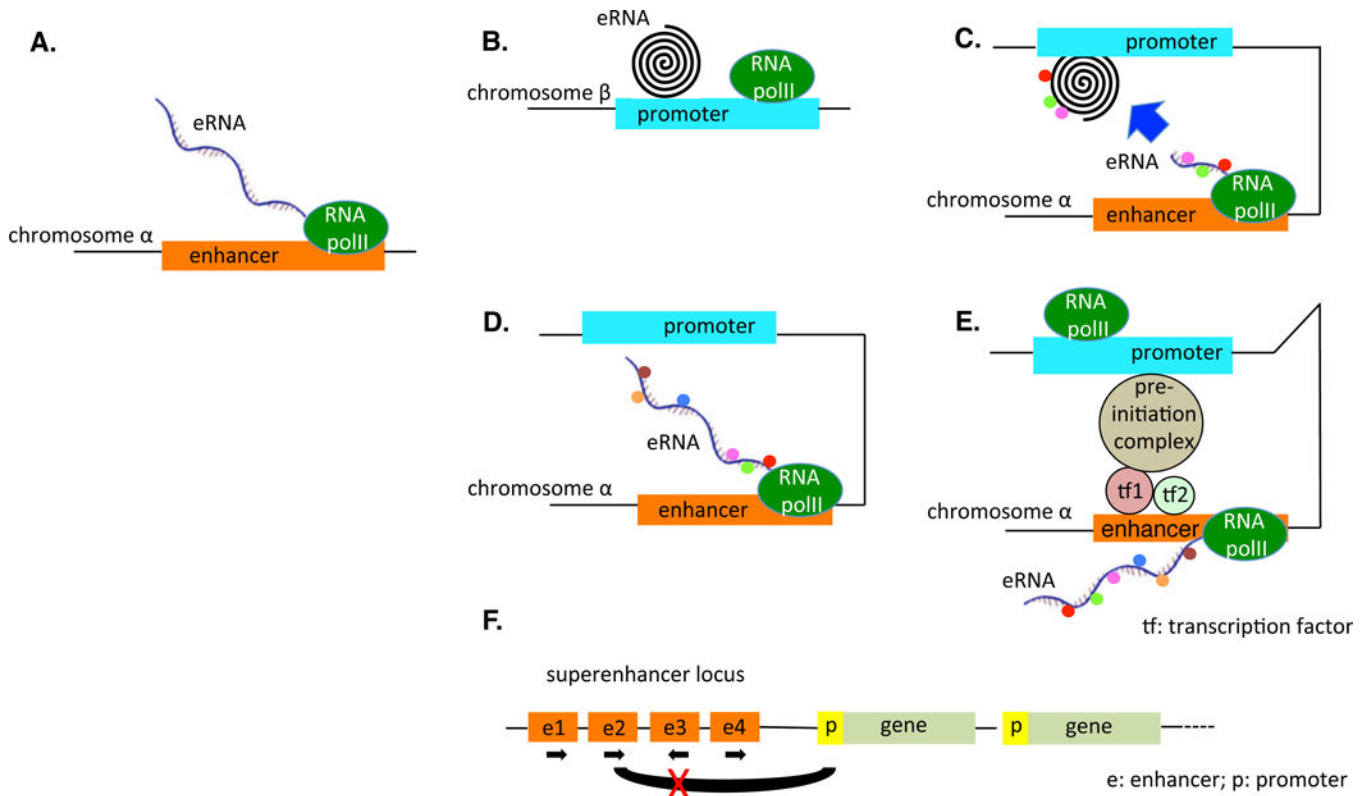 A.
eRNA
RNA
polII
chromosome α
enhancer
B.
eRNA
RNA
polII
chromosome β
promoter
C.
promoter
eRNA
RNA
polII
chromosome α
enhancer
D.
promoter
eRNA
RNA
polII
chromosome α
enhancer
E.
RNA
polII
promoter
pre-
initiation
complex
tf1
tf2
chromosome α
enhancer
RNA
polII
eRNA
tf: transcription factor
F.
superenhancer locus
e1 e2 e3 e4 p gene p gene
X
e: enhancer; p: promoter